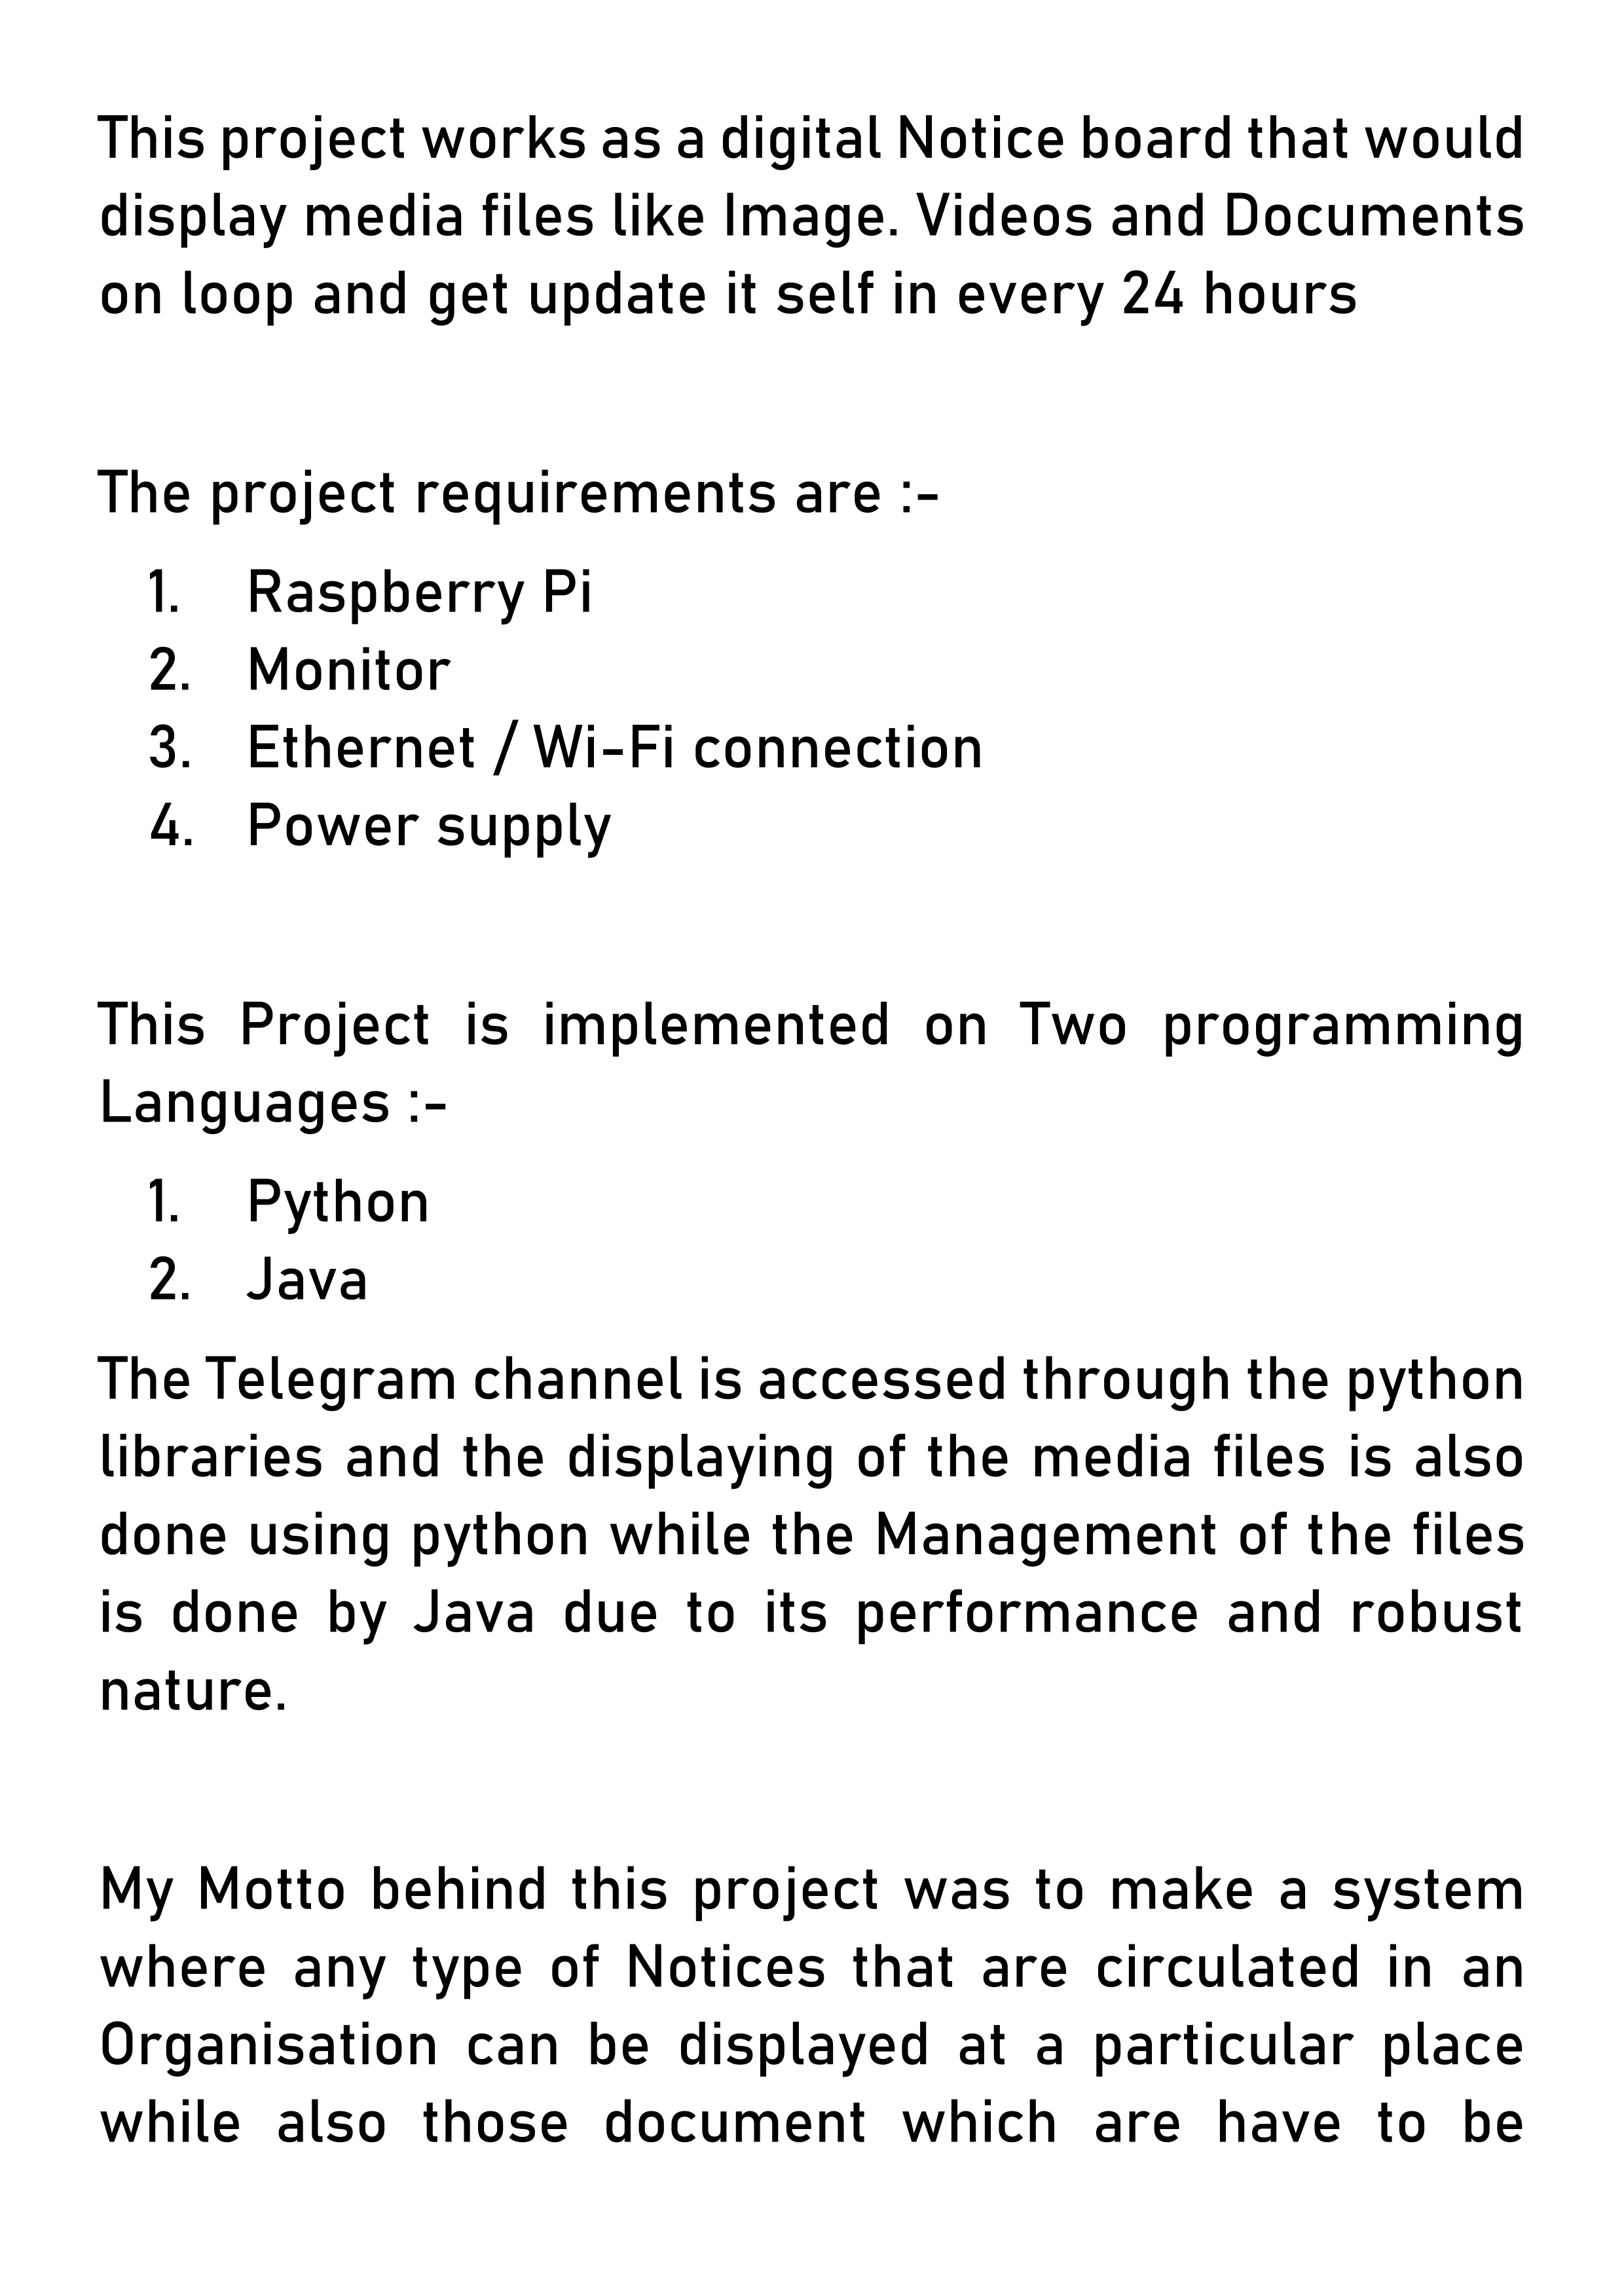 This project works as a digital Notice board that would
display media files like Image. Videos and Documents
on loop and get update it self in every 24 hours
The project requirements are :-
1. Raspberry Pi
2. Monitor
3. Ethernet / Wi-Fi connection
4. Power supply
This Project is implemented on Two programming
Languages :-
1. Python
2. Java
The Telegram channel is accessed through the python
libraries and the displaying of the media files is also
done using python while the Management of the files
is done by Java due to its performance and robust
nature.
My Motto behind this project was to make a system
where any type of Notices that are circulated in an
Organisation can be displayed at a particular place
while also those document which are have to be